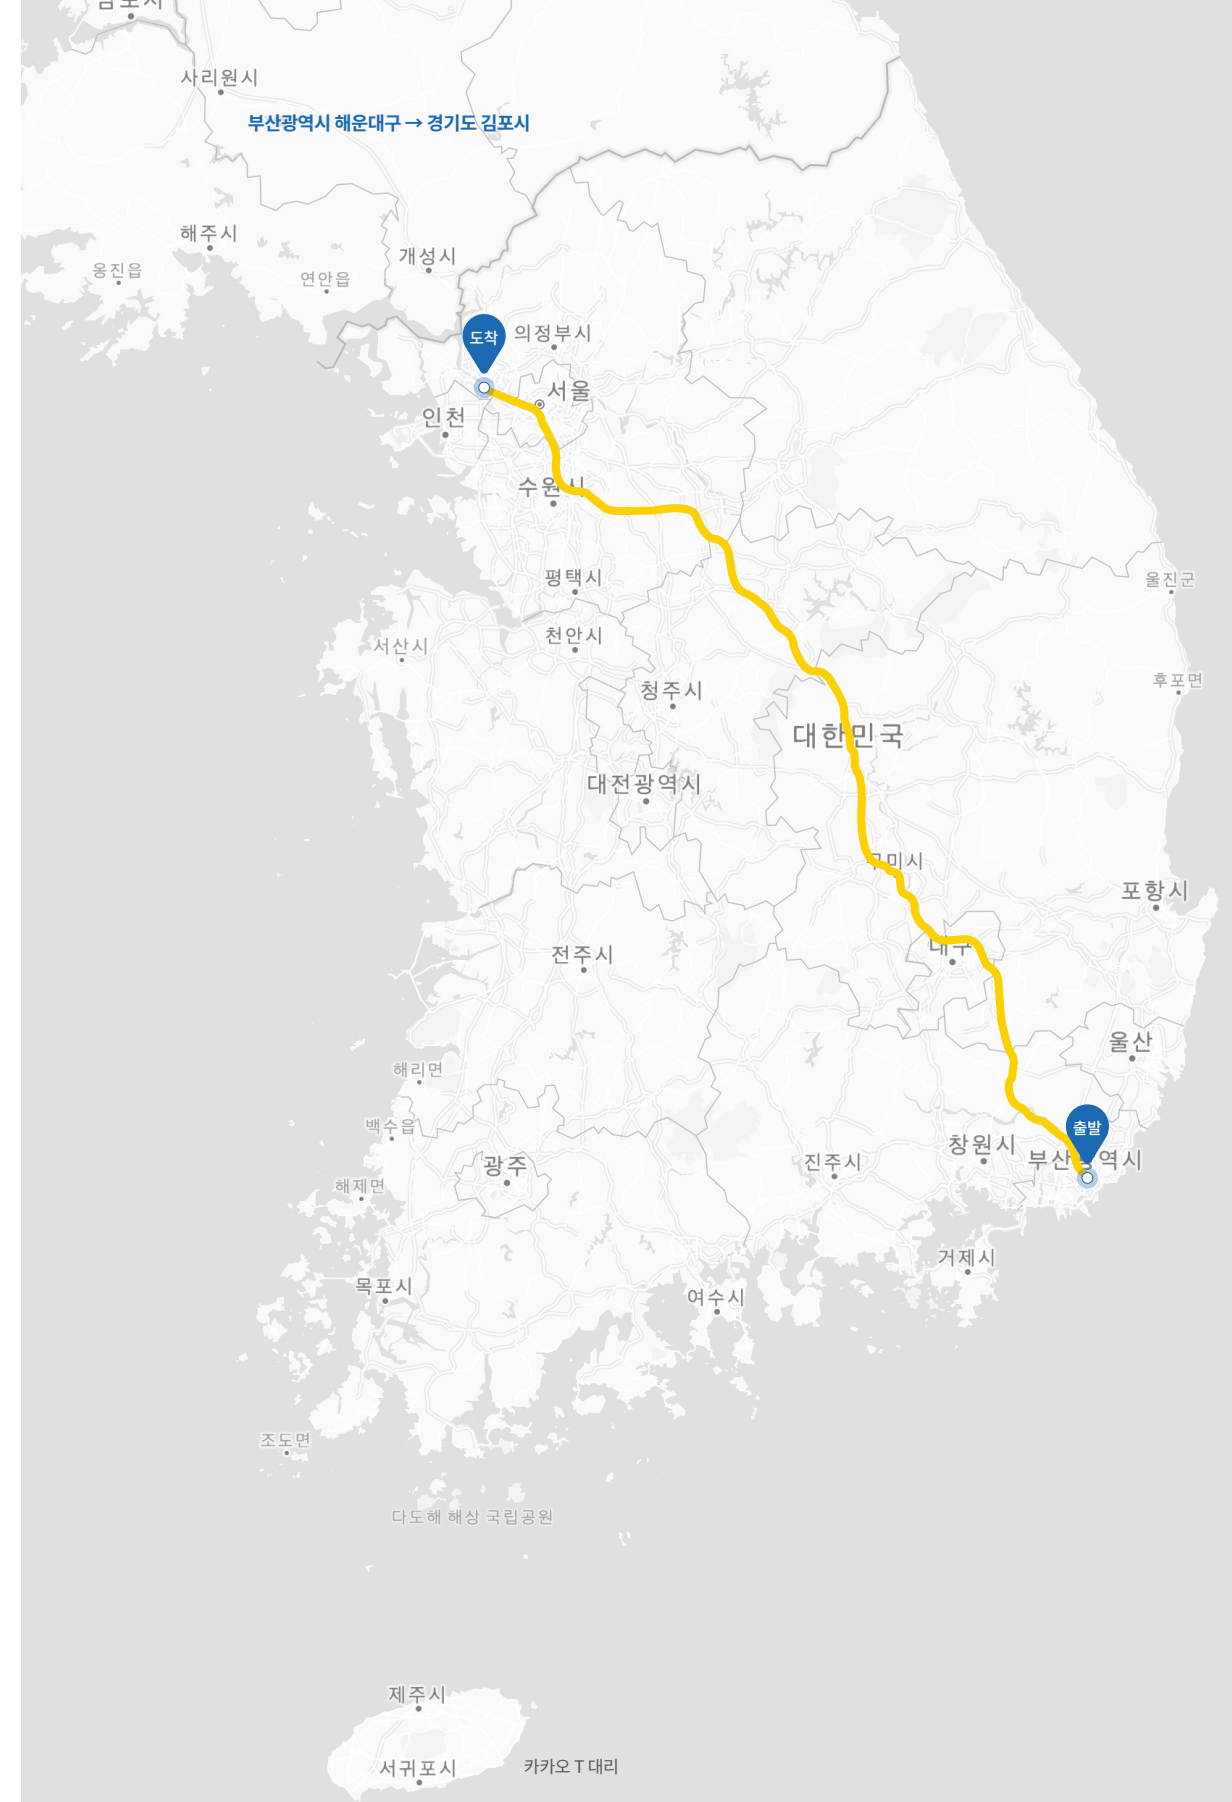 사리원시
부산광역시 해운대구 → 경기도 김포시
해주시
개성시
옹진읍
연안읍
도착
의정부시
서울
인천
수원시
평택시
울진군
천안시
서산시
후포면
청주시
대한민국
대전광역시
구미시
포항시
대구
전주시
울산
해리면
백수읍
출발
창원시
부산광역시
광주
진주시
해제면
거제시
목포시
여수시
조도면
다도해 해상 국립공원
제주시
카카오 T 대리
서귀포시